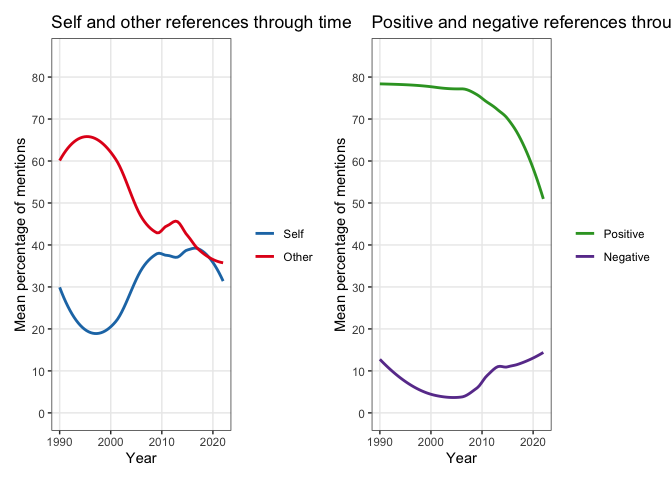 Self and other references through time
Mean percentage of mentions
80
70
60
50
40
30
20
10
0
1990 2000 2010 2020
Year
Self
Other
Positive and negative references throu
Mean percentage of mentions
80
70
60
50
40
30
20
10
0
1990 2000 2010 2020
Year
Positive
Negative